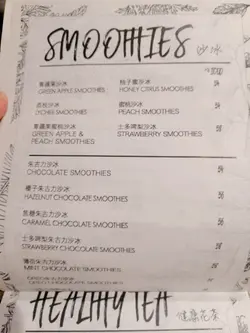 SMOOTHIES 沙冰
青蘋果沙冰
GREEN APPLE SMOOTHIES
柚子蜜沙冰
HONEY CITRUS SMOOTHIES
荔枝沙冰
LYCHEE SMOOTHIES
蜜桃沙冰
PEACH SMOOTHIES
青蘋果蜜桃沙冰
GREEN APPLE &
PEACH SMOOTHIES
士多啤梨沙冰
STRAWBERRY SMOOTHIES
朱古力沙冰
CHOCOLATE SMOOTHIES
榛子朱古力沙冰
HAZELNUT CHOCOLATE SMOOTHIES
焦糖朱古力沙冰
CARAMEL CHOCOLATE SMOOTHIES
士多啤梨朱古力沙冰
STRAWBERRY CHOCOLATE SMOOTHIES
薄荷朱古力沙冰
MINT CHOCOLATE SMOOTHIES
HEALTHY TEA 健康花茶